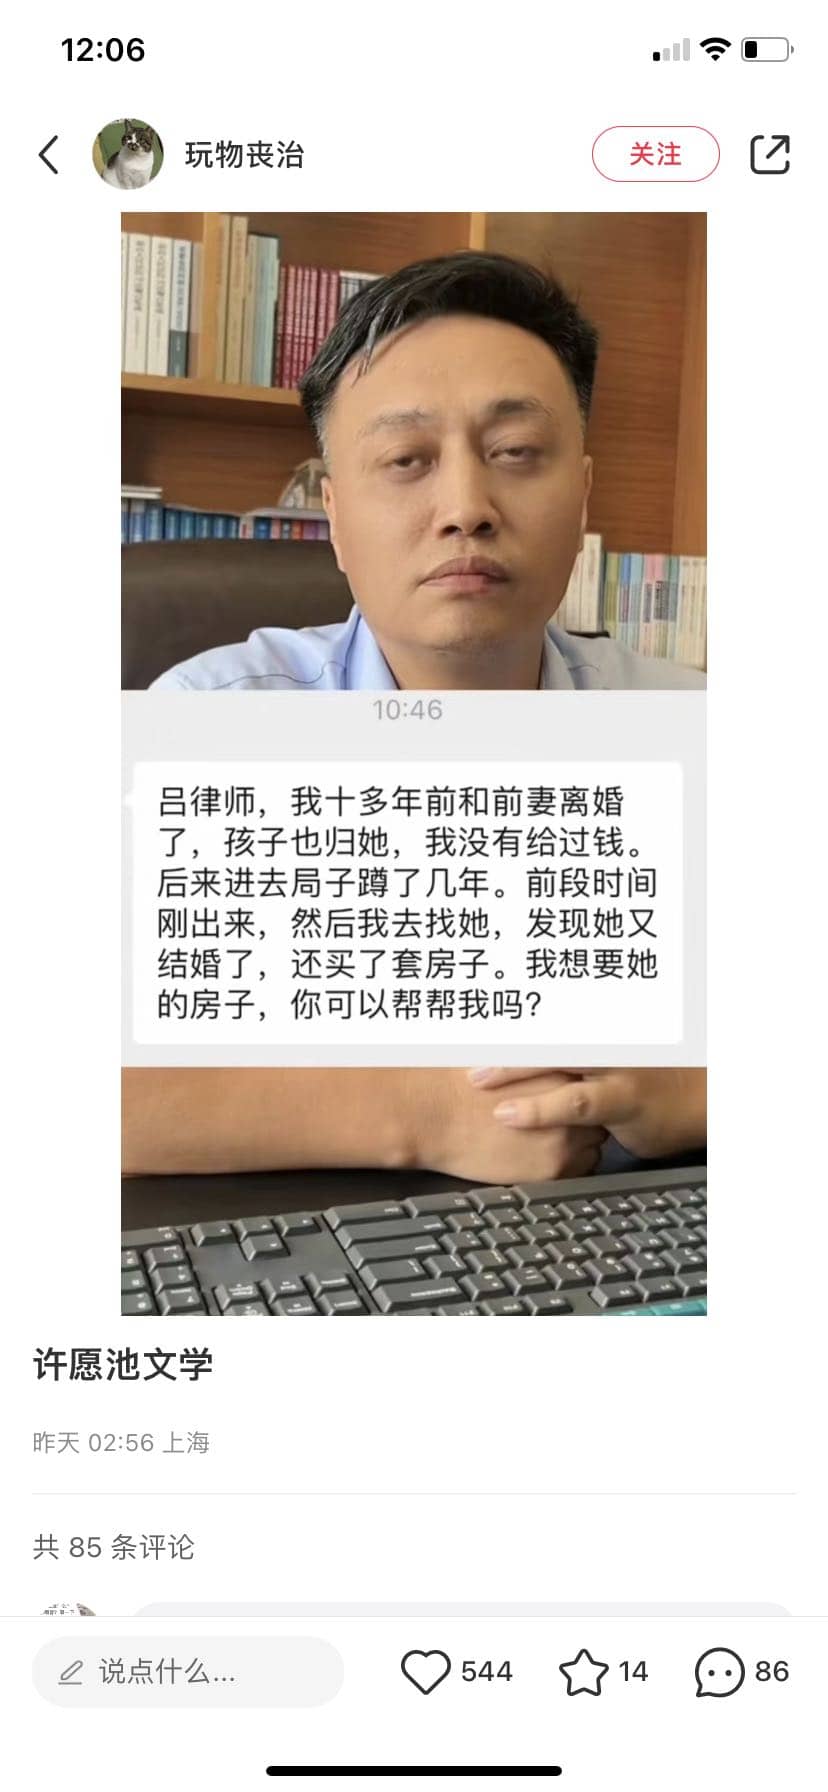 12:06
玩物丧治
关注
10:46
吕律师，我十多年前和前妻离婚
了，孩子也归她，我没有给过钱。
后来进去局子蹲了几年。前段时间
刚出来，然后我去找她，发现她又
结婚了，还买了套房子。我想要她
的房子，你可以帮帮我吗？
许愿池文学
昨天 02:56 上海
共 85 条评论
说点什么...
544
14
86